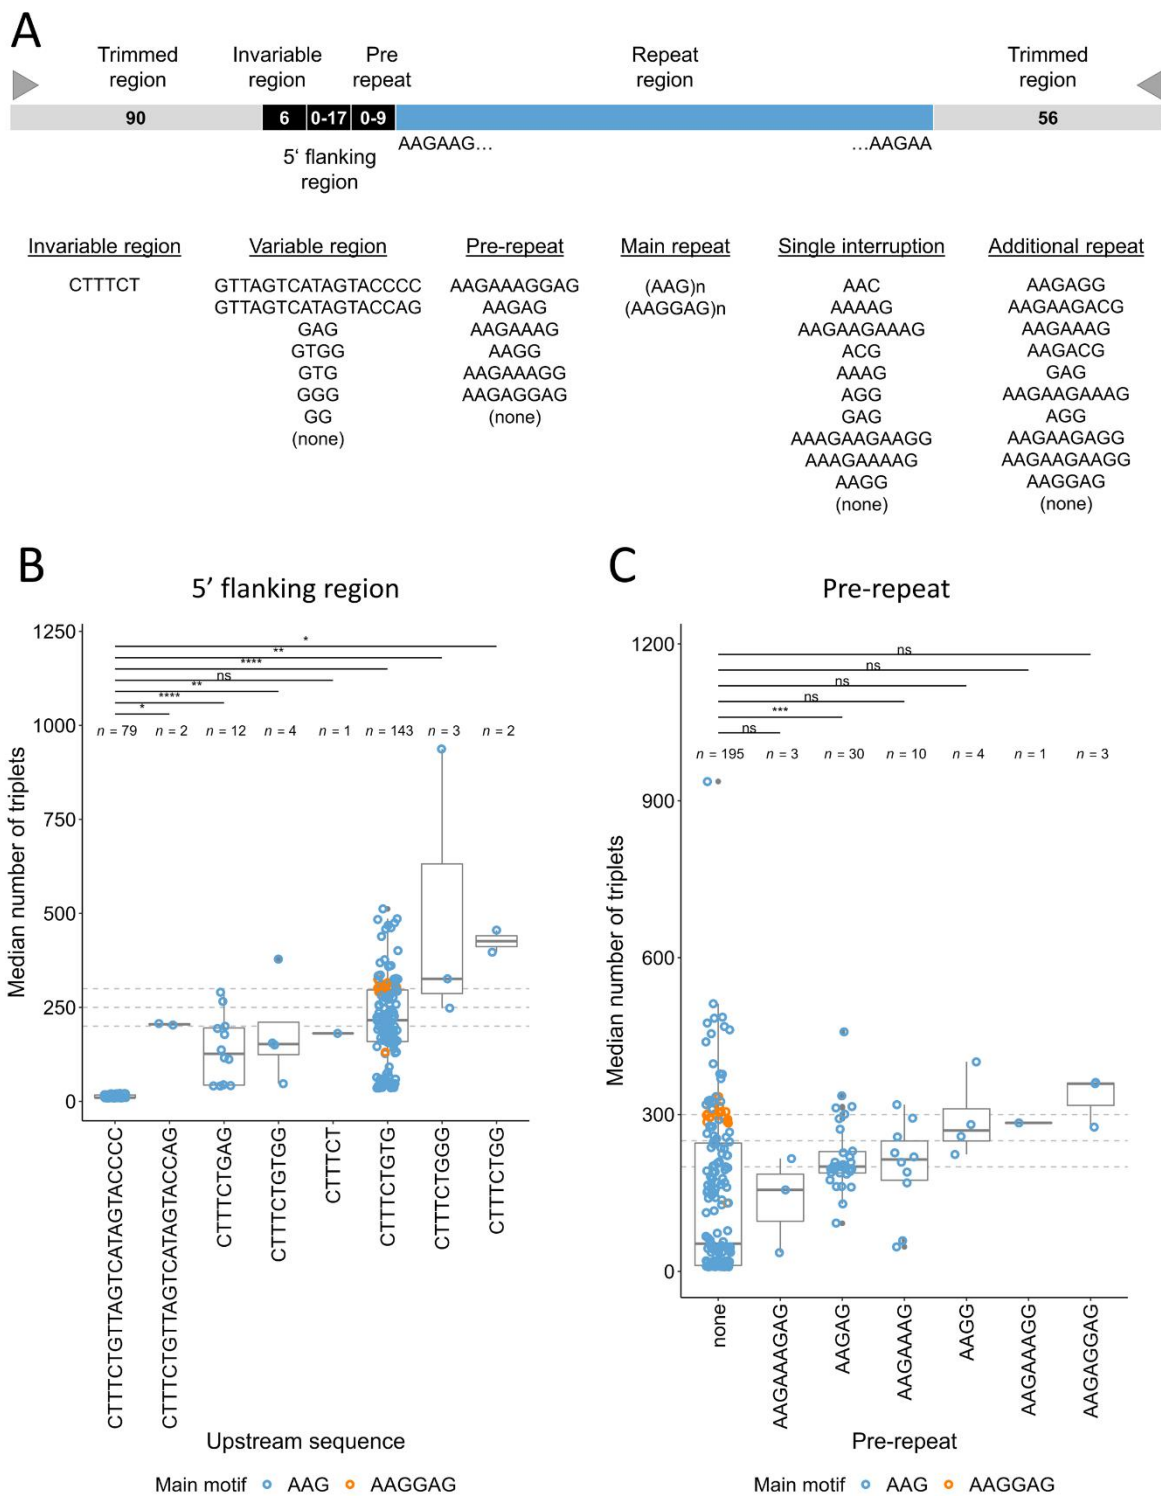 A
Trimmed region
Invariable region
Pre repeat
Repeat region
Trimmed region
90
6
0-17
0-9
56
AAGAAG...
...AAGAA
5‘ flanking region
Invariable region
CTTTCT
Variable region
GTTAGTCATAGTACCCC
GTTAGTCATAGTACCAG
GAG
GTGG
GTG
GGG
GG
(none)
Pre-repeat
AAGAAAGGAG
AAGAG
AAGAAAG
AAGG
AAGAAAGG
AAGAGGAG
(none)
Main repeat
(AAG)n
(AAGGAG)n
Single interruption
AAC
AAAAG
AAGAAGAAAG
ACG
AAAG
AGG
GAG
AAAGAAGAAGG
AAAGAAAAG
AAGG
(none)
Additional repeat
AAGAGG
AAGAAGACG
AAGAAAG
AAGACG
GAG
AAGAAGAAAG
AGG
AAGAAGAGG
AAGAAGAAGG
AAGGAG
(none)
B
5’ flanking region
Median number of triplets
1250
1000
750
500
250
0
*
**
****
ns
**
****
*
n = 79
n = 2
n = 12
n = 4
n = 1
n = 143
n = 3
n = 2
CTTTCTGTTAGTCATAGTACCCC
CTTTCTGTTAGTCATAGTACCAG
CTTTCTGAG
CTTTCTGTGG
CTTTCT
CTTTCTGTG
CTTTCTGGG
CTTTCTGG
Upstream sequence
Main motif AAG AAGGAG
C
Pre-repeat
Median number of triplets
1200
900
600
300
0
ns
ns
ns
ns
***
ns
n = 195
n = 3
n = 30
n = 10
n = 4
n = 1
n = 3
none
AAGAAAGAG
AAGAG
AAGAAAG
AAGG
AAGAAAGG
AAGAGGAG
Pre-repeat
Main motif AAG AAGGAG